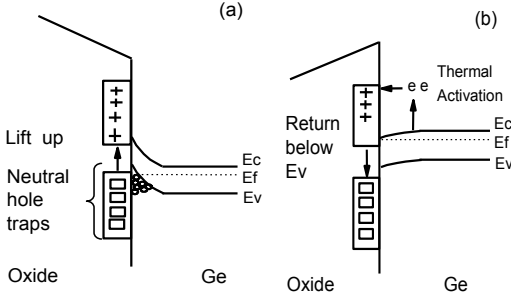 (a)
+
+
+
+
Lift up
Neutral
hole
traps
Ec
Ef
Ev
Oxide
Ge
(b)
+
+
+
e e
Thermal
Activation
Return
below
Ev
Ec
Ef
Ev
Oxide
Ge